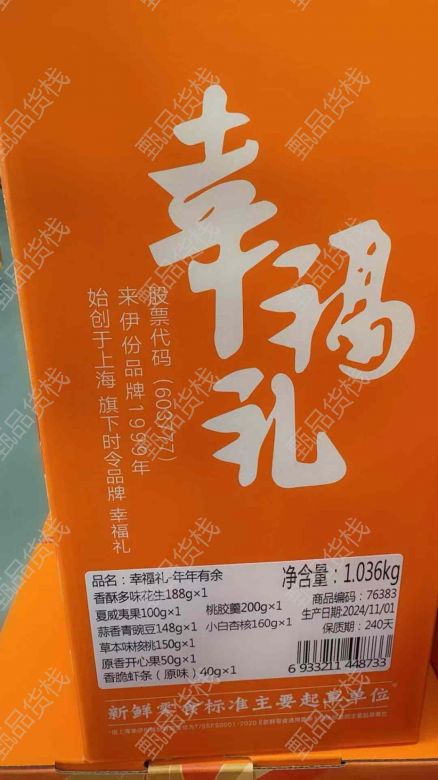 幸福礼
股票代码（603777）
来伊份品牌1999年
始创于上海 旗下时令品牌 幸福礼
品名：幸福礼-年年有余
净含量：1.036kg
香酥多味花生188g×1
商品编码：76383
夏威夷果100g×1 桃胶羹200g×1
生产日期2024/11/01
蒜香青豌豆148g×1 小白杏核160g×1
保质期：240天
草本味核桃150g×1
原香开心果50g×1
香脆虾条（原味）40g×1
6 933211 448733
新鲜零食标准主要起草单位
甄品货栈